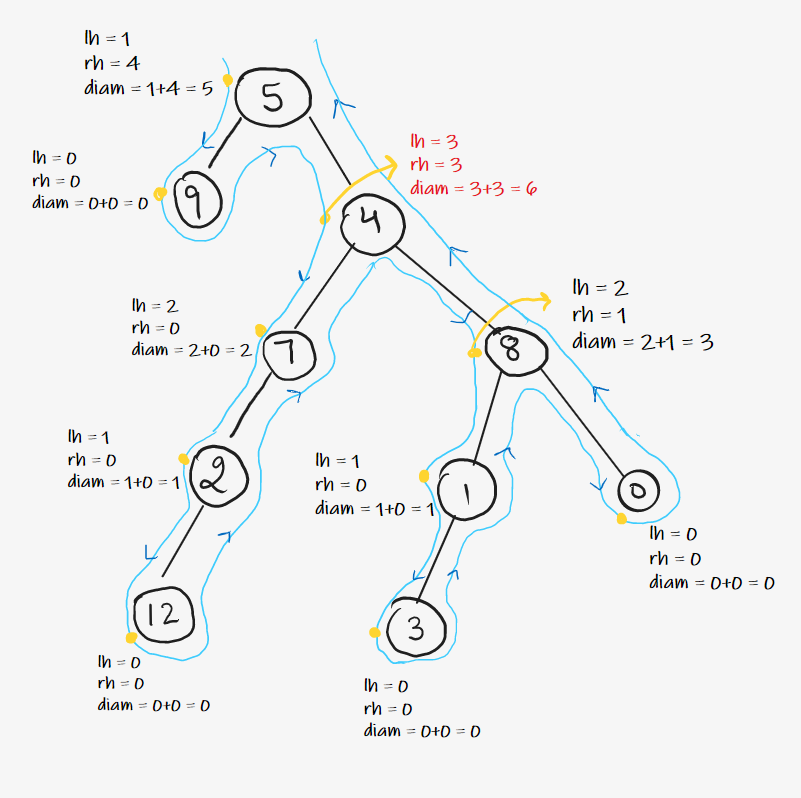 lh = 1
rh = 4
diam = 1+4 = 5
5
lh = 0
rh = 0
diam = 0+0 = 0
9
lh = 3
rh = 3
diam = 3+3 = 6
4
lh = 2
rh = 0
diam = 2+0 = 2
7
lh = 2
rh = 1
diam = 2+1 = 3
8
lh = 1
rh = 0
diam = 1+0 = 1
2
lh = 1
rh = 0
diam = 1+0 = 1
1
0
lh = 0
rh = 0
diam = 0+0 = 0
12
lh = 0
rh = 0
diam = 0+0 = 0
3
lh = 0
rh = 0
diam = 0+0 = 0